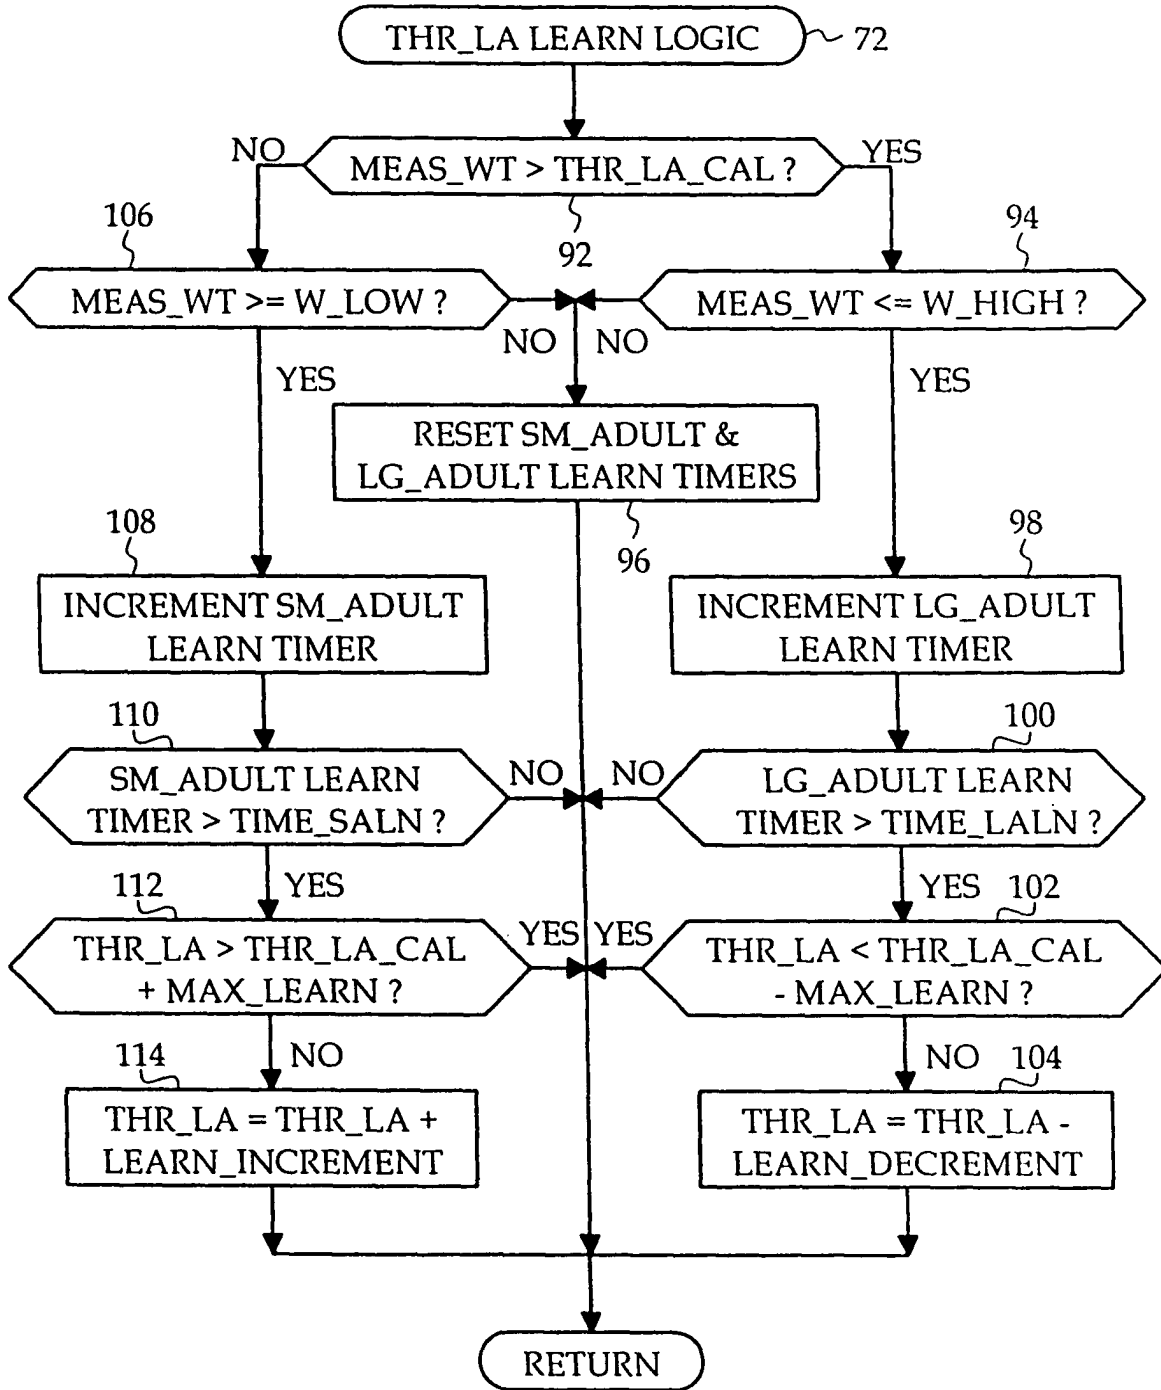 THR_LA LEARN LOGIC
72
NO
MEAS_WT > THR_LA_CAL ?
YES
106
92
94
MEAS_WT >= W_LOW ?
MEAS_WT <= W_HIGH ?
NO
NO
YES
YES
RESET SM_ADULT &
LG_ADULT LEARN TIMERS
108
96
98
INCREMENT SM_ADULT
LEARN TIMER
INCREMENT LG_ADULT
LEARN TIMER
110
100
SM_ADULT LEARN
TIMER > TIME_SALN ?
NO
NO
LG_ADULT LEARN
TIMER > TIME_LALN ?
YES
YES
112
102
THR_LA > THR_LA_CAL
+ MAX_LEARN ?
YES
YES
THR_LA < THR_LA_CAL
- MAX_LEARN ?
NO
NO
114
104
THR_LA = THR_LA +
LEARN_INCREMENT
THR_LA = THR_LA -
LEARN_DECREMENT
RETURN